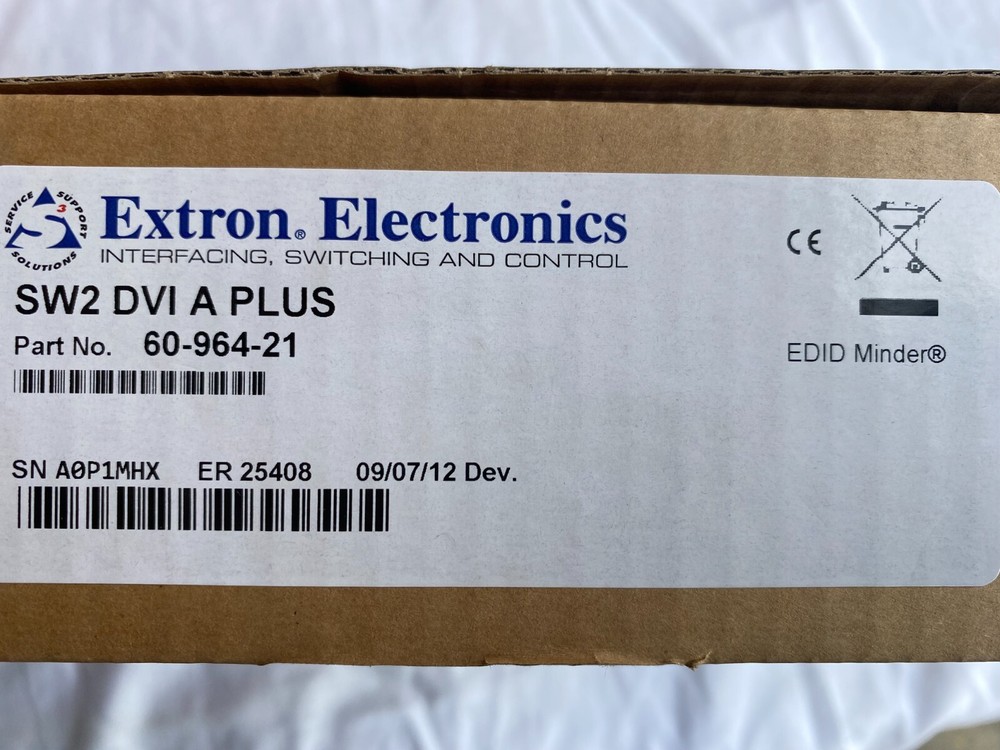 SERVICE SUPPORT SOLUTIONS
S3
Extron® Electronics
INTERFACING, SWITCHING AND CONTROL
CE
SW2 DVI A PLUS
Part No. 60-964-21
EDID Minder®
SN A0P1MHX ER 25408 09/07/12 Dev.